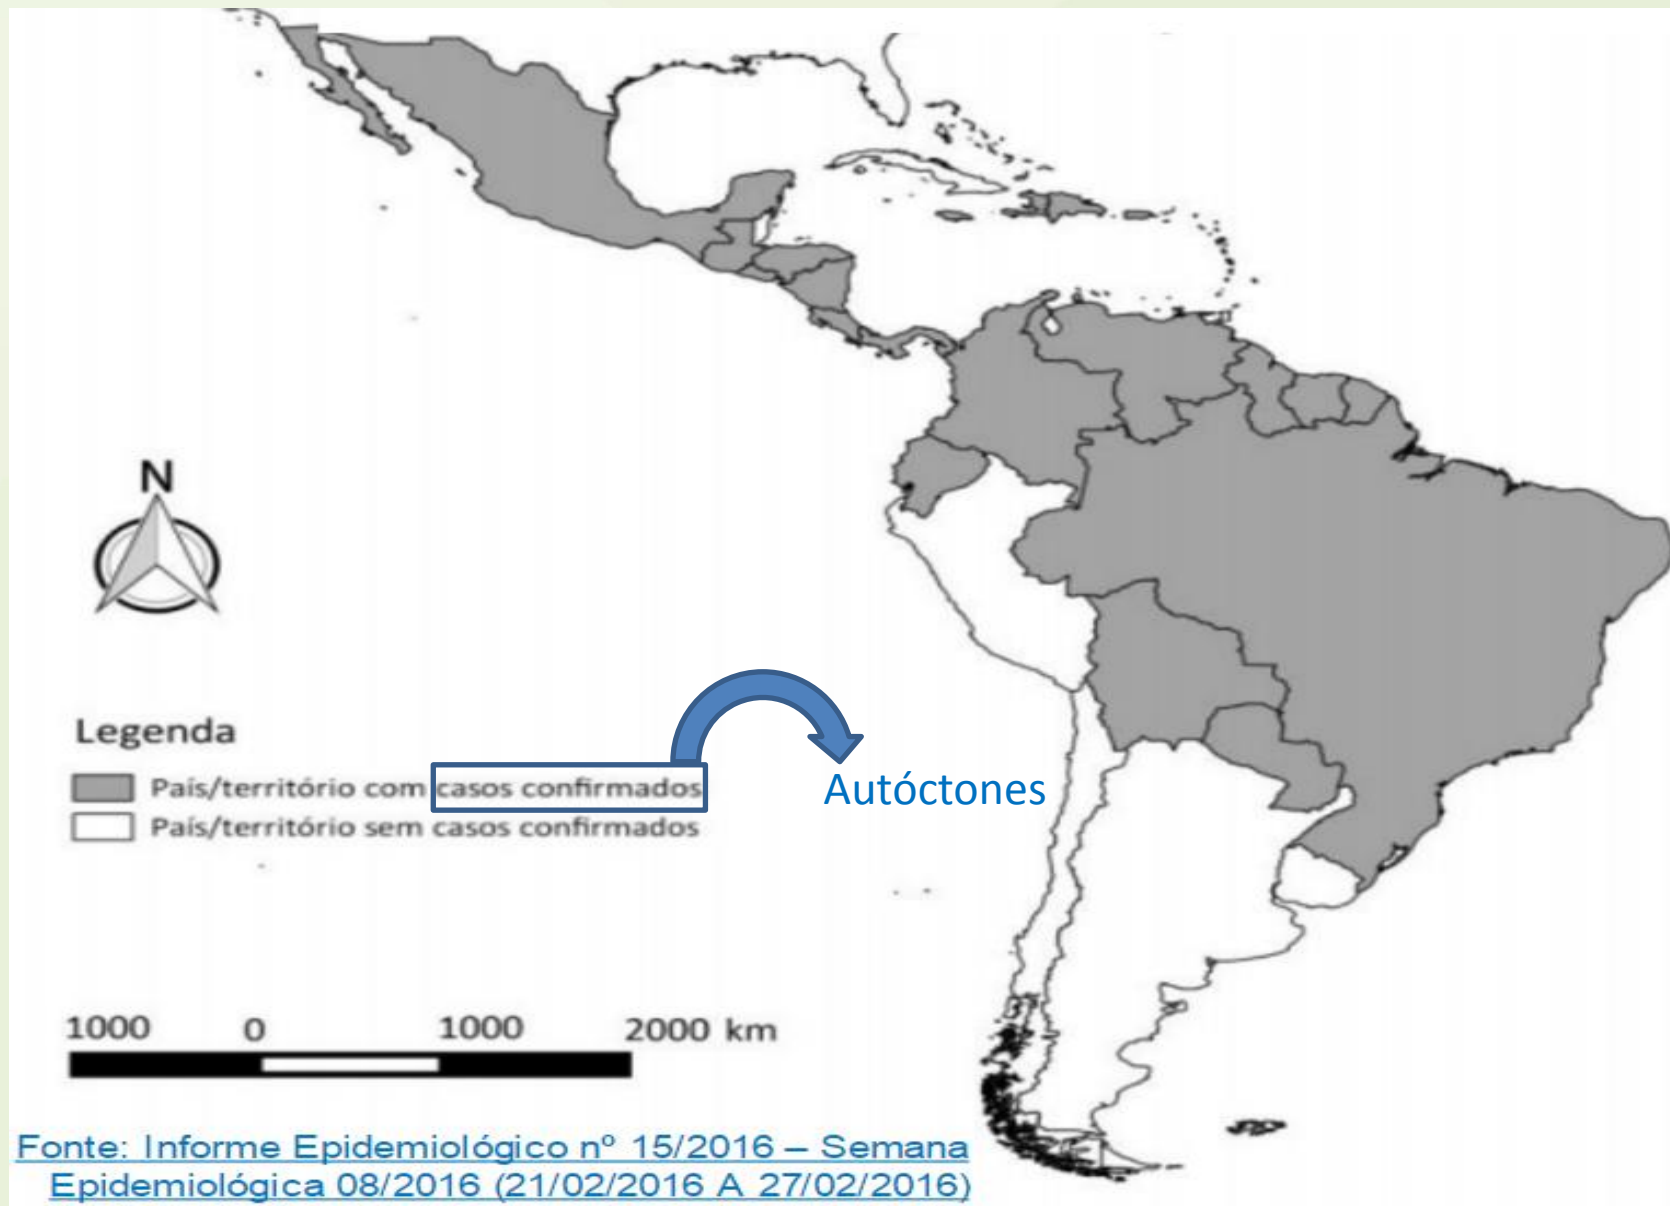 N
Legenda
País/território com casos confirmados
País/território sem casos confirmados
Autóctones
1000 0 1000 2000 km
Fonte: Informe Epidemiológico nº 15/2016 – Semana
Epidemiológica 08/2016 (21/02/2016 A 27/02/2016)